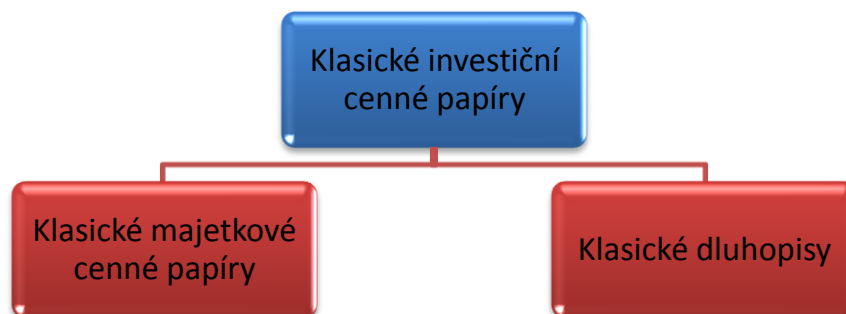 Klasické investiční
cenné papíry
Klasické majetkové
cenné papíry
Klasické dluhopisy